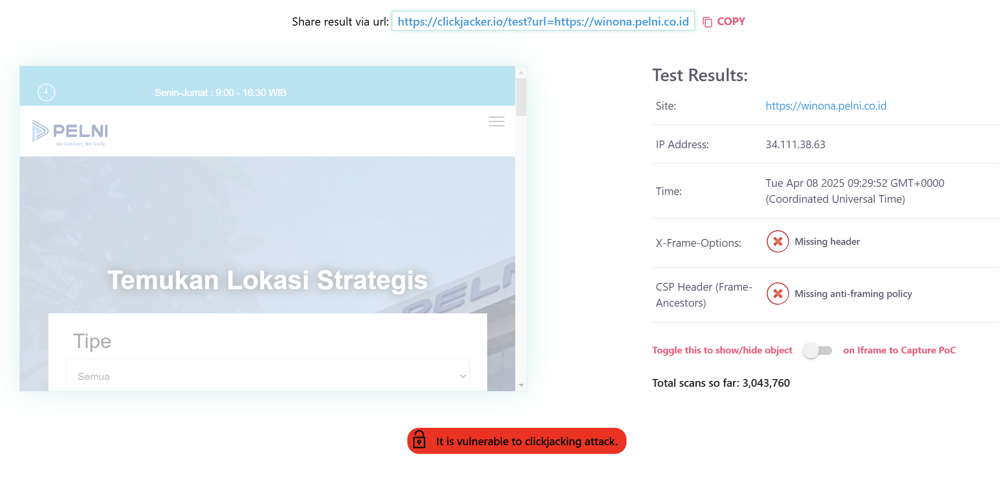 Share result via url: https://clickjacker.io/test?url=https://winona.pelni.co.id COPY
Senin-Jumat : 9:00 - 16:30 WIB
PELNI
We Connect, We Unify
PELNI
Temukan Lokasi Strategis
Tipe
Semua
Test Results:
Site: https://winona.pelni.co.id
IP Address: 34.111.38.63
Time: Tue Apr 08 2025 09:29:52 GMT+0000
(Coordinated Universal Time)
X-Frame-Options: Missing header
CSP Header (Frame-
Ancestors) Missing anti-framing policy
Toggle this to show/hide object on Iframe to Capture PoC
Total scans so far: 3,043,760
It is vulnerable to clickjacking attack.